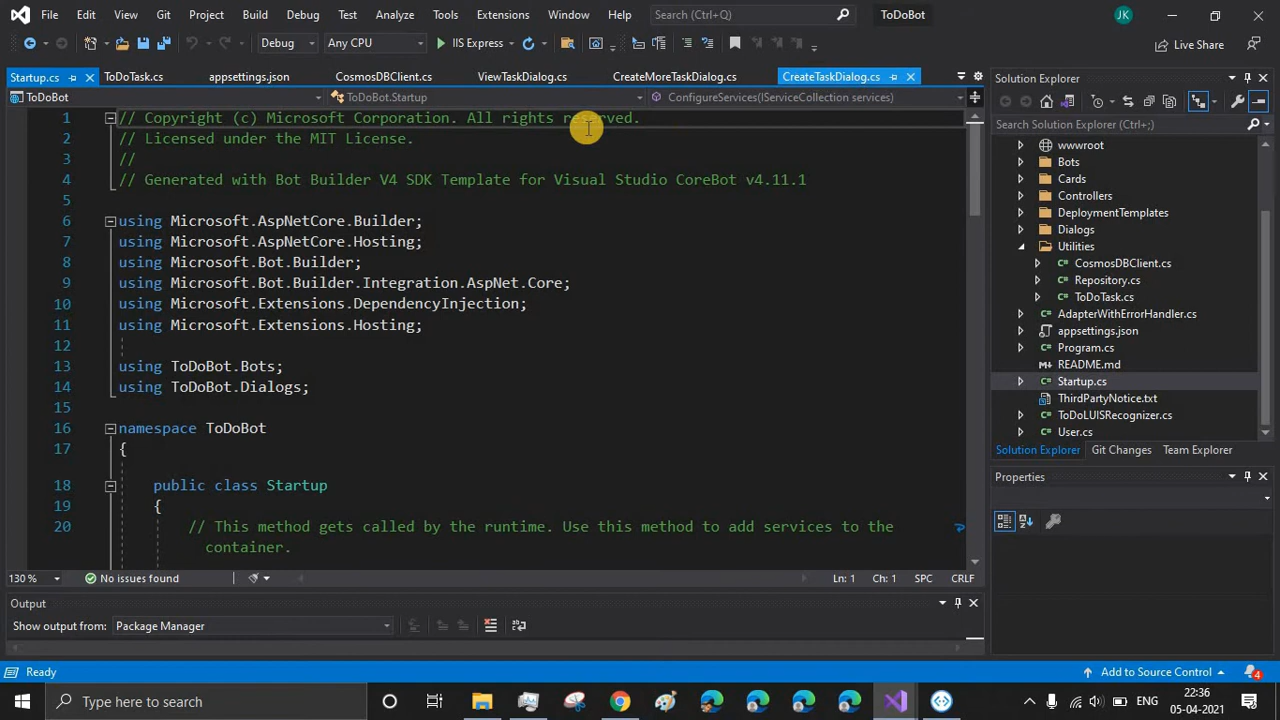 File Edit View Git Project Build Debug Test Analyze Tools Extensions Window Help Search (Ctrl+Q) ToDoBot JK
Debug Any CPU IIS Express Live Share
Startup.cs ToDoTask.cs appsettings.json CosmosDBClient.cs ViewTaskDialog.cs CreateMoreTaskDialog.cs CreateTaskDialog.cs
ToDoBot ToDoBot.Startup ConfigureServices(IServiceCollection services)
1 // Copyright (c) Microsoft Corporation. All rights reserved.
2 // Licensed under the MIT License.
3 //
4 // Generated with Bot Builder V4 SDK Template for Visual Studio CoreBot v4.11.1
5
6 using Microsoft.AspNetCore.Builder;
7 using Microsoft.AspNetCore.Hosting;
8 using Microsoft.Bot.Builder;
9 using Microsoft.Bot.Builder.Integration.AspNet.Core;
10 using Microsoft.Extensions.DependencyInjection;
11 using Microsoft.Extensions.Hosting;
12
13 using ToDoBot.Bots;
14 using ToDoBot.Dialogs;
15
16 namespace ToDoBot
17 {
18 public class Startup
19 {
20 // This method gets called by the runtime. Use this method to add services to the
container.
130 % No issues found Ln: 1 Ch: 1 SPC CRLF
Output
Show output from: Package Manager
Solution Explorer
Search Solution Explorer (Ctrl+;)
wwwroot
Bots
Cards
Controllers
DeploymentTemplates
Dialogs
Utilities
CosmosDBClient.cs
Repository.cs
ToDoTask.cs
AdapterWithErrorHandler.cs
appsettings.json
Program.cs
README.md
Startup.cs
ThirdPartyNotice.txt
ToDoLUISRecognizer.cs
User.cs
Solution Explorer Git Changes Team Explorer
Properties
Ready Add to Source Control 4
Type here to search ENG 22:36 05-04-2021